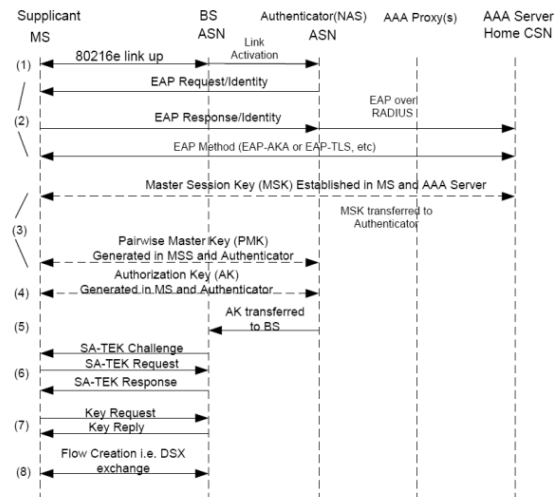 Supplicant
MS
BS
ASN
Authenticator(NAS)
ASN
AAA Proxy(s)
AAA Server
Home CSN
(1)
80216e link up
Link
Activation
EAP Request/Identity
(2)
EAP Response/Identity
EAP over
RADIUS
EAP Method (EAP-AKA or EAP-TLS, etc)
Master Session Key (MSK) Established in MS and AAA Server
MSK transferred to
Authenticator
(3)
Pairwise Master Key (PMK)
Generated in MSS and Authenticator
Authorization Key (AK)
(4)
Generated in MS and Authenticator
(5)
AK transferred
to BS
SA-TEK Challenge
(6)
SA-TEK Request
SA-TEK Response
Key Request
(7)
Key Reply
Flow Creation i.e. DSX
(8)
exchange